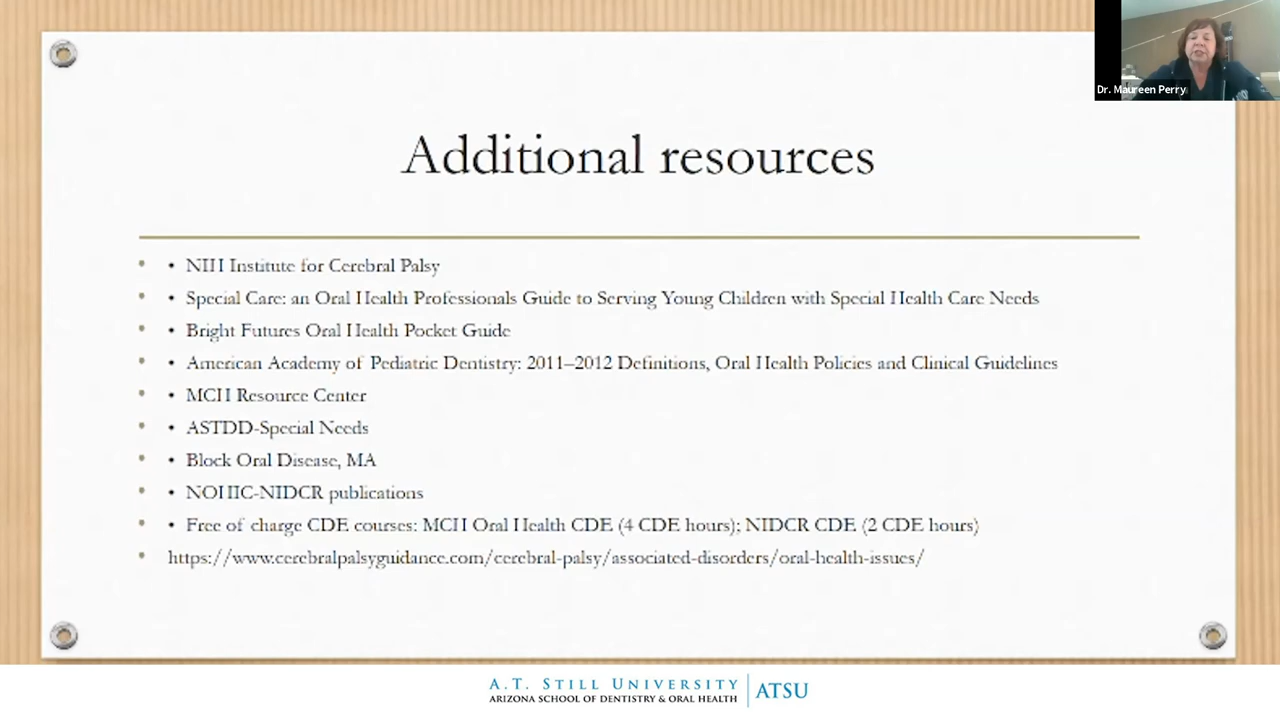 Dr. Maureen Perry
Additional resources
• • NIH Institute for Cerebral Palsy
• • Special Care: an Oral Health Professionals Guide to Serving Young Children with Special Health Care Needs
• • Bright Futures Oral Health Pocket Guide
• • American Academy of Pediatric Dentistry: 2011–2012 Definitions, Oral Health Policies and Clinical Guidelines
• • MCH Resource Center
• • ASTDD-Special Needs
• • Block Oral Disease, MA
• • NOHIC-NIDCR publications
• • Free of charge CDE courses: MCH Oral Health CDE (4 CDE hours); NIDCR CDE (2 CDE hours)
• https://www.cerebralpalsyguidance.com/cerebral-palsy/associated-disorders/oral-health-issues/
A.T. STILL UNIVERSITY
ARIZONA SCHOOL OF DENTISTRY & ORAL HEALTH
ATSU